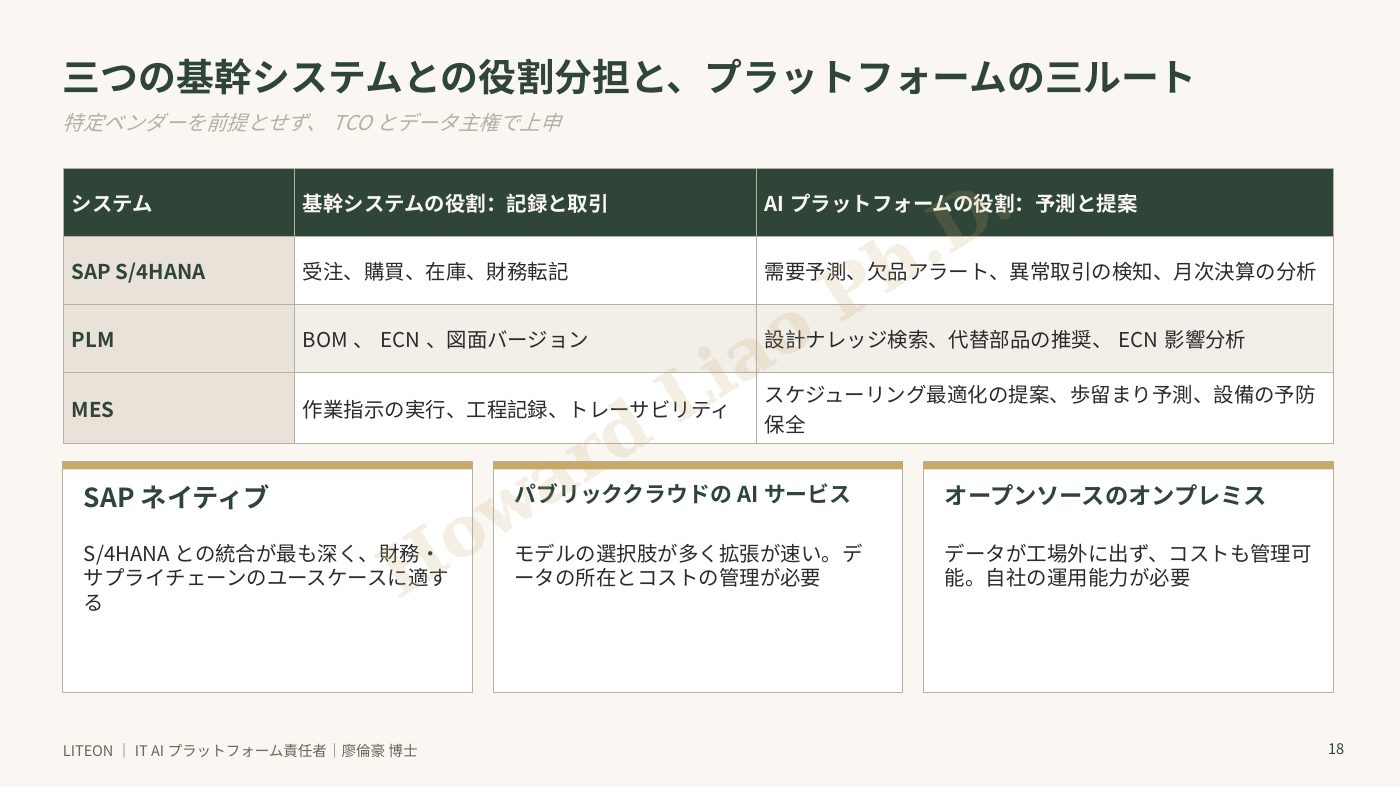 三つの基幹システムとの役割分担と、プラットフォームの三ルート
特定ベンダーを前提とせず、 TCO とデータ主権で上申
システム
基幹システムの役割：記録と取引
AI プラットフォームの役割：予測と提案
SAP S/4HANA
受注、購買、在庫、財務転記
需要予測、欠品アラート、異常取引の検知、月次決算の分析
PLM
BOM 、 ECN 、図面バージョン
設計ナレッジ検索、代替部品の推奨、 ECN 影響分析
MES
作業指示の実行、工程記録、トレーサビリティ
スケジューリング最適化の提案、歩留まり予測、設備の予防
保全
SAP ネイティブ
S/4HANA との統合が最も深く、財務・
サプライチェーンのユースケースに適す
る
パブリッククラウドの AI サービス
モデルの選択肢が多く拡張が速い。デ
ータの所在とコストの管理が必要
オープンソースのオンプレミス
データが工場外に出ず、コストも管理可
能。自社の運用能力が必要
Howard Liao Ph.D.
LITEON ｜ IT AI プラットフォーム責任者｜廖倫豪 博士
18